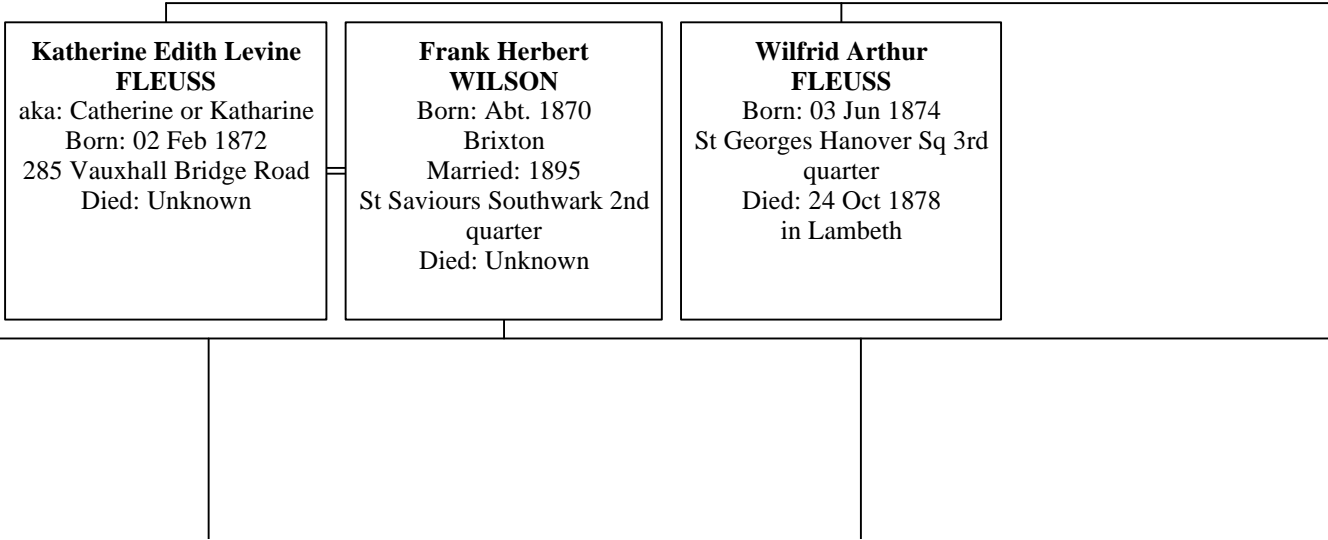 Katherine Edith Levine
FLEUSS
aka: Catherine or Katharine
Born: 02 Feb 1872
285 Vauxhall Bridge Road
Died: Unknown
Frank Herbert
WILSON
Born: Abt. 1870
Brixton
Married: 1895
St Saviours Southwark 2nd
quarter
Died: Unknown
Wilfrid Arthur
FLEUSS
Born: 03 Jun 1874
St Georges Hanover Sq 3rd
quarter
Died: 24 Oct 1878
in Lambeth